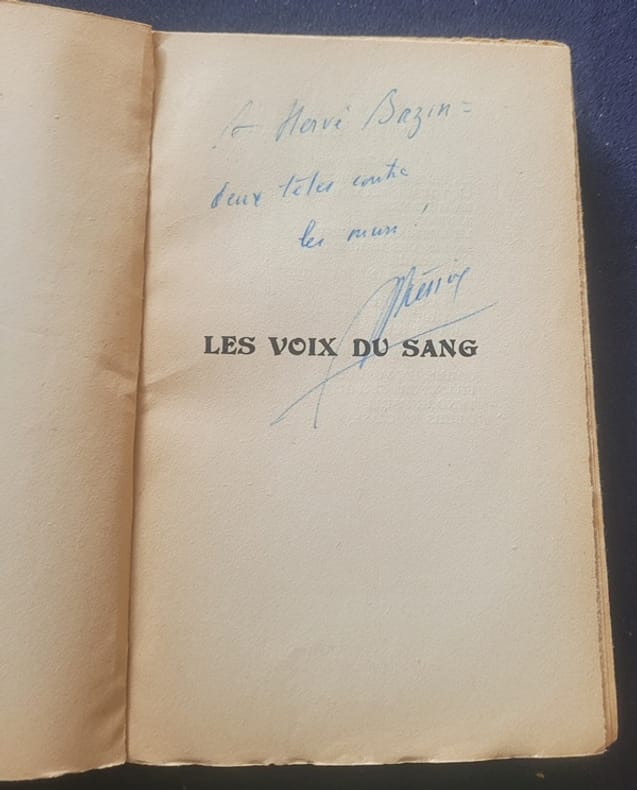 A Hervé Bazin =
deux têtes contre
les murs !
LES VOIX DU SANG